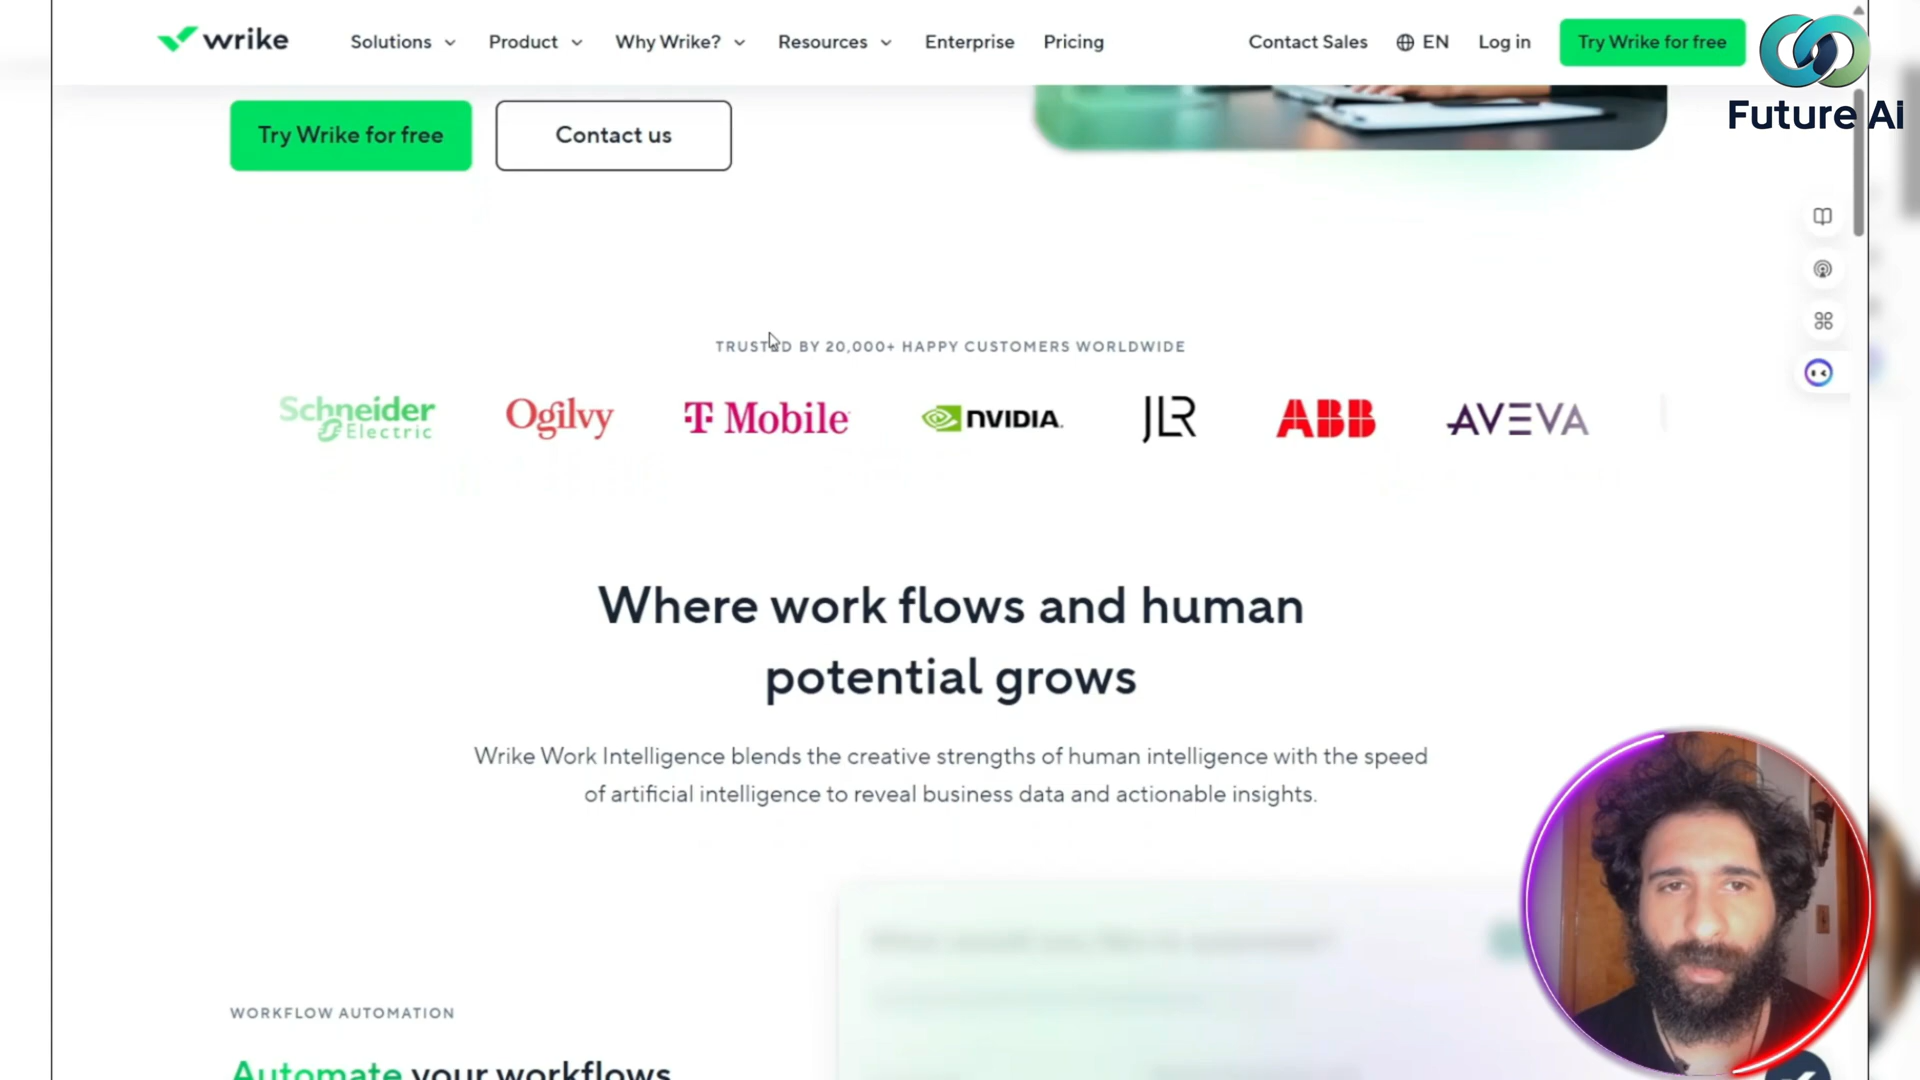 wrike
Solutions
Product
Why Wrike?
Resources
Enterprise
Pricing
Contact Sales
EN
Log in
Try Wrike for free
Future Ai
Try Wrike for free
Contact us
TRUSTED BY 20,000+ HAPPY CUSTOMERS WORLDWIDE
Schneider
Electric
Ogilvy
T Mobile
NVIDIA.
JLR
ABB
AVEVA
Where work flows and human
potential grows
Wrike Work Intelligence blends the creative strengths of human intelligence with the speed
of artificial intelligence to reveal business data and actionable insights.
WORKFLOW AUTOMATION
Automate your workflows